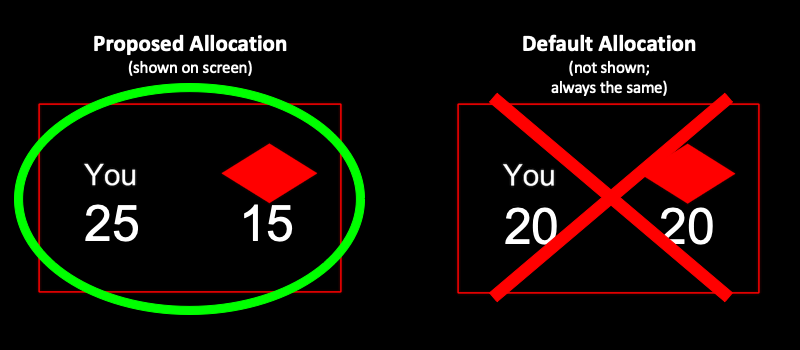 Proposed Allocation
(shown on screen)
You
25 15
Default Allocation
(not shown;
always the same)
You
20 20